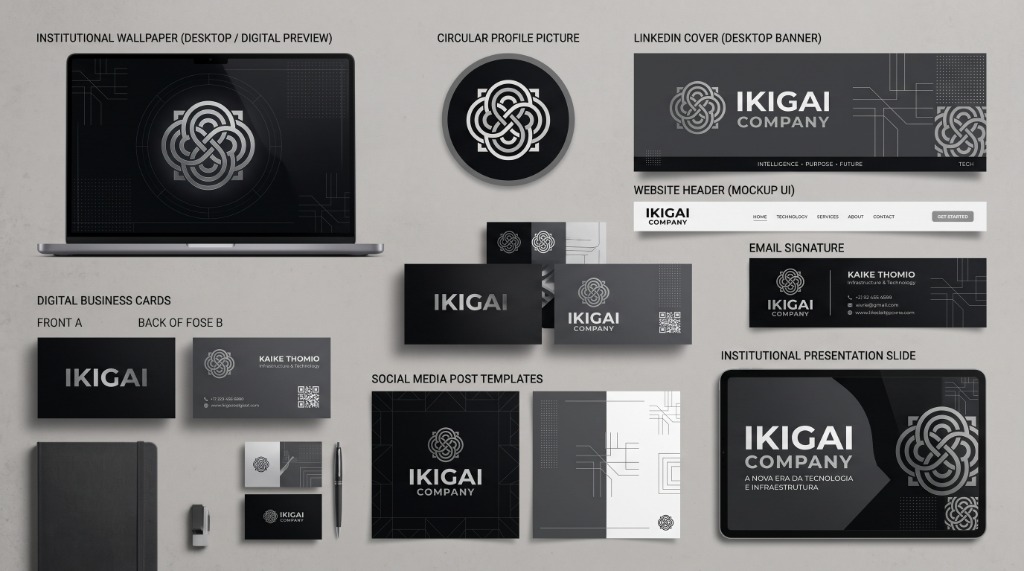 INSTITUTIONAL WALLPAPER (DESKTOP / DIGITAL PREVIEW)
CIRCULAR PROFILE PICTURE
LINKEDIN COVER (DESKTOP BANNER)
IKIGAI
COMPANY
INTELLIGENCE • PURPOSE • FUTURE
TECH
WEBSITE HEADER (MOCKUP UI)
IKIGAI
COMPANY
HOME TECHNOLOGY SERVICES ABOUT CONTACT GET STARTED
EMAIL SIGNATURE
IKIGAI
COMPANY
KAIKE THOMIO
Infrastructure & Technology
IKIGAI
IKIGAI
COMPANY
DIGITAL BUSINESS CARDS
FRONT A
BACK OF FOSE B
IKIGAI
KAIKE THOMIO
Infrastructure & Technology
IKIGAI
COMPANY
SOCIAL MEDIA POST TEMPLATES
IKIGAI
COMPANY
INSTITUTIONAL PRESENTATION SLIDE
IKIGAI
COMPANY
A NOVA ERA DA TECNOLOGIA
E INFRAESTRUTURA